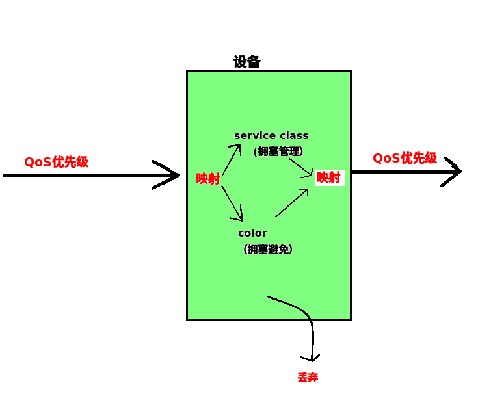 设备
QoS优先级
service class
(拥塞管理)
映射
映射
QoS优先级
color
(拥塞避免)
丢弃